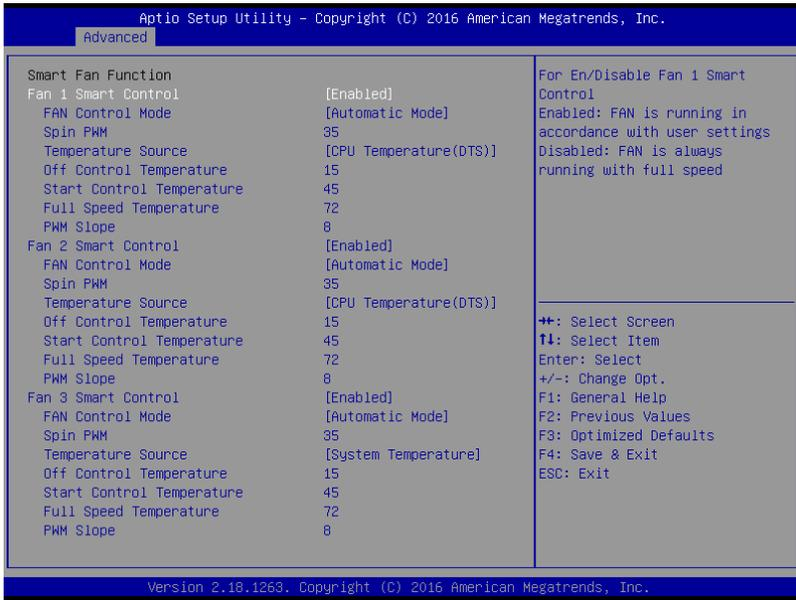 Aptio Setup Utility – Copyright (C) 2016 American Megatrends, Inc.
Advanced
Smart Fan Function
Fan 1 Smart Control [Enabled]
FAN Control Mode [Automatic Mode]
Spin PWM 35
Temperature Source [CPU Temperature(DTS)]
Off Control Temperature 15
Start Control Temperature 45
Full Speed Temperature 72
PWM Slope 8
Fan 2 Smart Control [Enabled]
FAN Control Mode [Automatic Mode]
Spin PWM 35
Temperature Source [CPU Temperature(DTS)]
Off Control Temperature 15
Start Control Temperature 45
Full Speed Temperature 72
PWM Slope 8
Fan 3 Smart Control [Enabled]
FAN Control Mode [Automatic Mode]
Spin PWM 35
Temperature Source [System Temperature]
Off Control Temperature 15
Start Control Temperature 45
Full Speed Temperature 72
PWM Slope 8
For En/Disable Fan 1 Smart
Control
Enabled: FAN is running in
accordance with user settings
Disabled: FAN is always
running with full speed
→←: Select Screen
↑↓: Select Item
Enter: Select
+/-: Change Opt.
F1: General Help
F2: Previous Values
F3: Optimized Defaults
F4: Save & Exit
ESC: Exit
Version 2.18.1263. Copyright (C) 2016 American Megatrends, Inc.